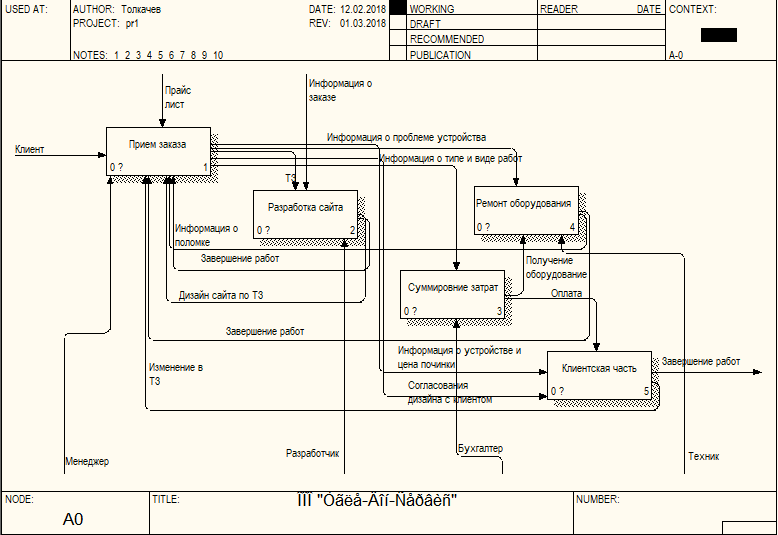 USED AT:
AUTHOR: Толкачев
DATE: 12.02.2018
WORKING
READER
DATE
CONTEXT:
PROJECT: pr1
REV: 01.03.2018
DRAFT
RECOMMENDED
NOTES: 1 2 3 4 5 6 7 8 9 10
PUBLICATION
A-0
Прайс
лист
Информация о
заказе
Клиент
Прием заказа
0 ?
1
Информация о проблеме устройства
Информация о типе и виде работ
ТЗ
Разработка сайта
0 ?
2
Ремонт оборудования
0 ?
4
Информация о
поломке
Завершение работ
Получение
оборудование
Суммировние затрат
0 ?
3
Дизайн сайта по ТЗ
Оплата
Завершение работ
Информация о устройстве и
цена починки
Клиентская часть
0 ?
5
Завершение работ
Изменение в
ТЗ
Согласования
дизайна с клиентом
Менеджер
Разработчик
Бухгалтер
Техник
NODE:
A0
TITLE:
ÎÎÎ "Óãëå-Äîí-Ñåðâèñ"
NUMBER: